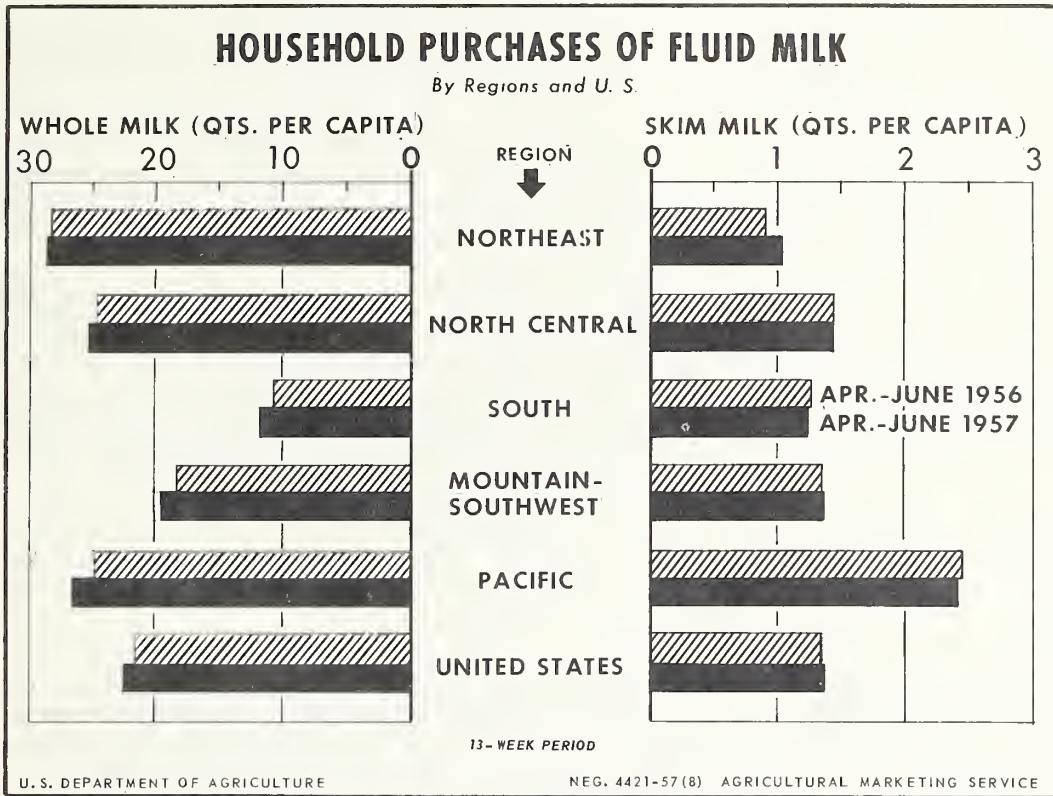 HOUSEHOLD PURCHASES OF FLUID MILK
By Regions and U. S.
WHOLE MILK (QTS. PER CAPITA)
30 20 10 0
REGION
SKIM MILK (QTS. PER CAPITA)
0 1 2 3
NORTHEAST
NORTH CENTRAL
SOUTH
APR.-JUNE 1956
APR.-JUNE 1957
MOUNTAIN-
SOUTHWEST
PACIFIC
UNITED STATES
13-WEEK PERIOD
U.S. DEPARTMENT OF AGRICULTURE
NEG. 4421-57(8) AGRICULTURAL MARKETING SERVICE